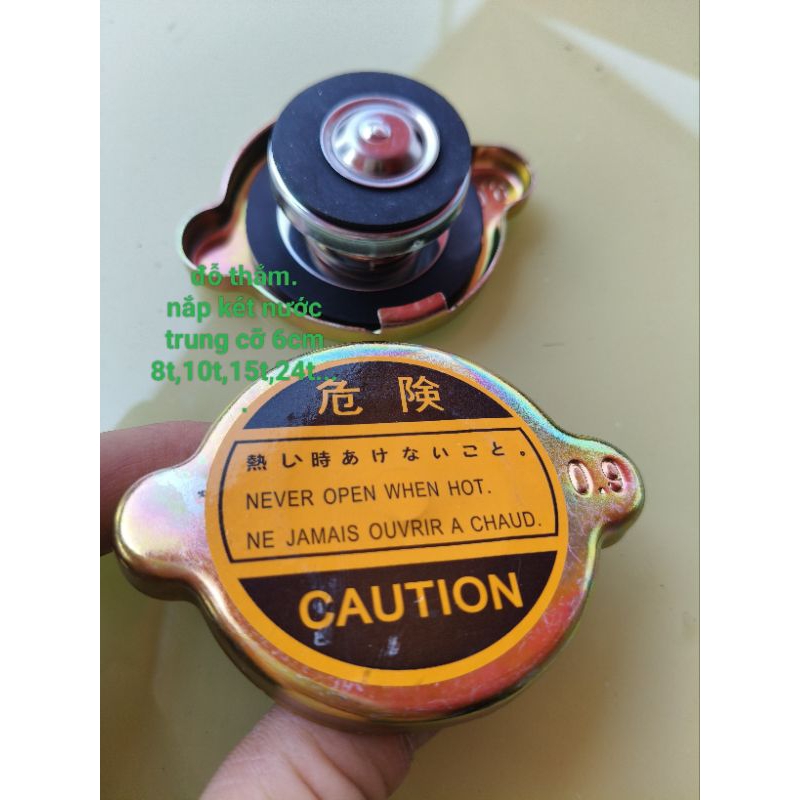 đỗ thắm.
nắp két nước
trung cỡ 6cm
8t,10t,15t,24t...
.
危険
熱い時あけないこと。
NEVER OPEN WHEN HOT.
NE JAMAIS OUVRIR A CHAUD.
CAUTION
0.9